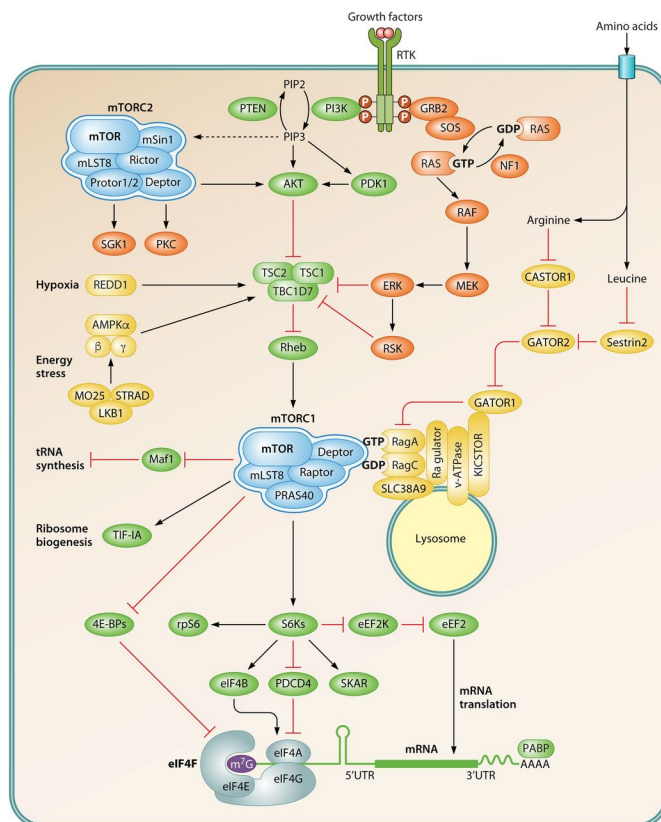 Growth factors
RTK
Amino acids
PIP2
PTEN
PI3K
P
P
P
P
GRB2
SOS
PIP3
mTORC2
mTOR
mSin1
mLST8
Rictor
Protor1/2
Deptor
GDP
RAS
RAS
GTP
NF1
AKT
PDK1
RAF
SGK1
PKC
Arginine
TSC2
TSC1
TBC1D7
ERK
MEK
CASTOR1
Leucine
Hypoxia
REDD1
AMPKα
β
γ
Energy
stress
MO25
STRAD
LKB1
Rheb
RSK
GATOR2
Sestrin2
GATOR1
mTORC1
mTOR
Deptor
mLST8
Raptor
PRAS40
GTP
RagA
GDP
RagC
SLC38A9
Ra gulator
v-ATPase
KICSTOR
Lysosome
tRNA
synthesis
Maf1
Ribosome
biogenesis
TIF-IA
4E-BPs
rpS6
S6Ks
eEF2K
eEF2
eIF4B
PDCD4
SKAR
mRNA
translation
eIF4F
m7G
eIF4A
eIF4E
eIF4G
5'UTR
mRNA
3'UTR
PABP
AAAA